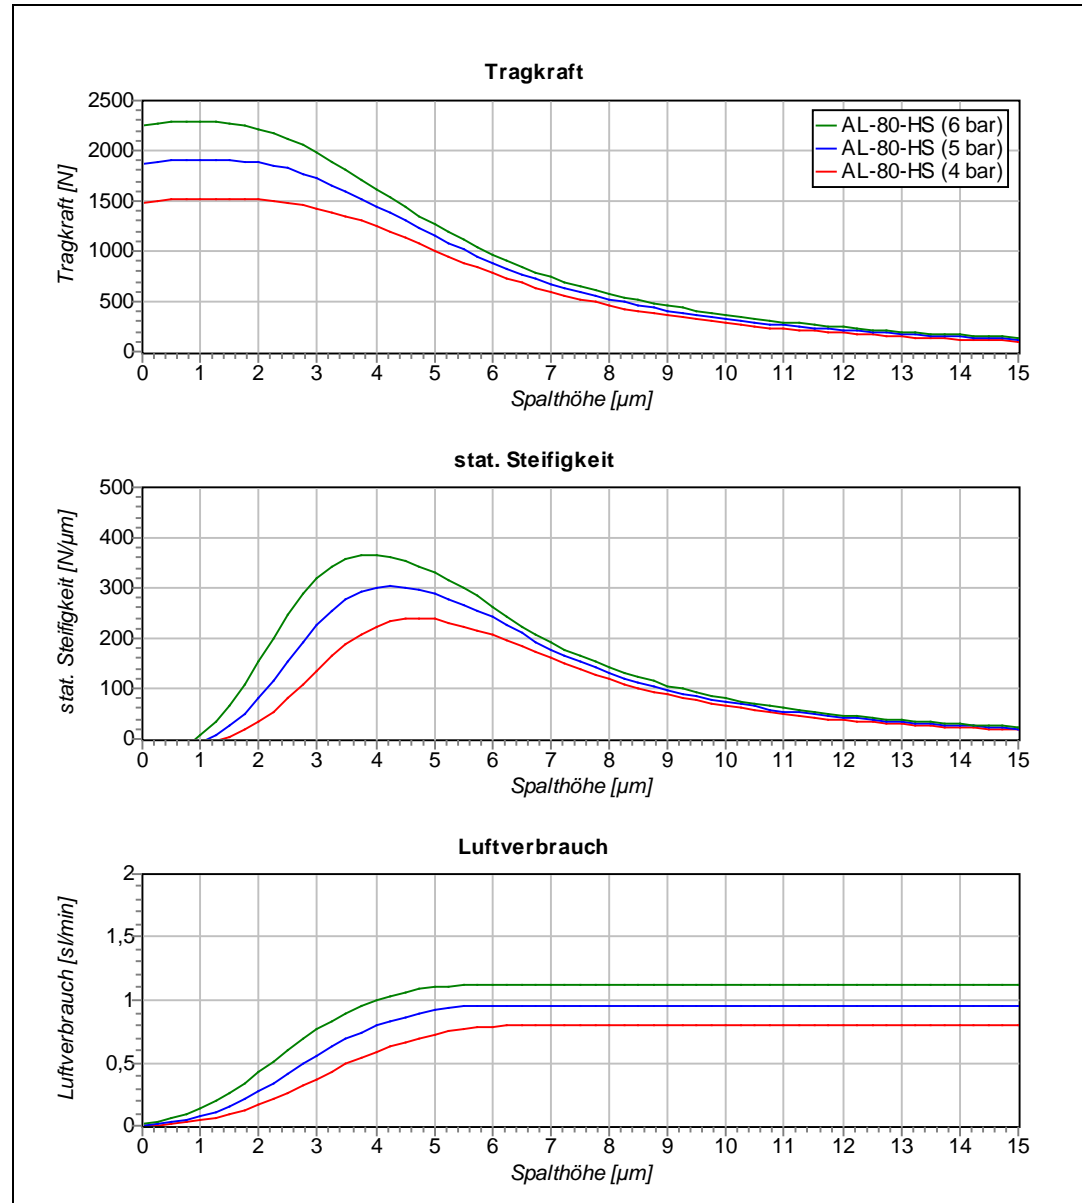 Tragkraft
Tragkraft [N]
2500
2000
1500
1000
500
0
AL-80-HS (6 bar)
AL-80-HS (5 bar)
AL-80-HS (4 bar)
0 1 2 3 4 5 6 7 8 9 10 11 12 13 14 15
Spalthöhe [µm]
stat. Steifigkeit
stat. Steifigkeit [N/µm]
500
400
300
200
100
0
0 1 2 3 4 5 6 7 8 9 10 11 12 13 14 15
Spalthöhe [µm]
Luftverbrauch
Luftverbrauch [sl/min]
2
1,5
1
0,5
0
0 1 2 3 4 5 6 7 8 9 10 11 12 13 14 15
Spalthöhe [µm]